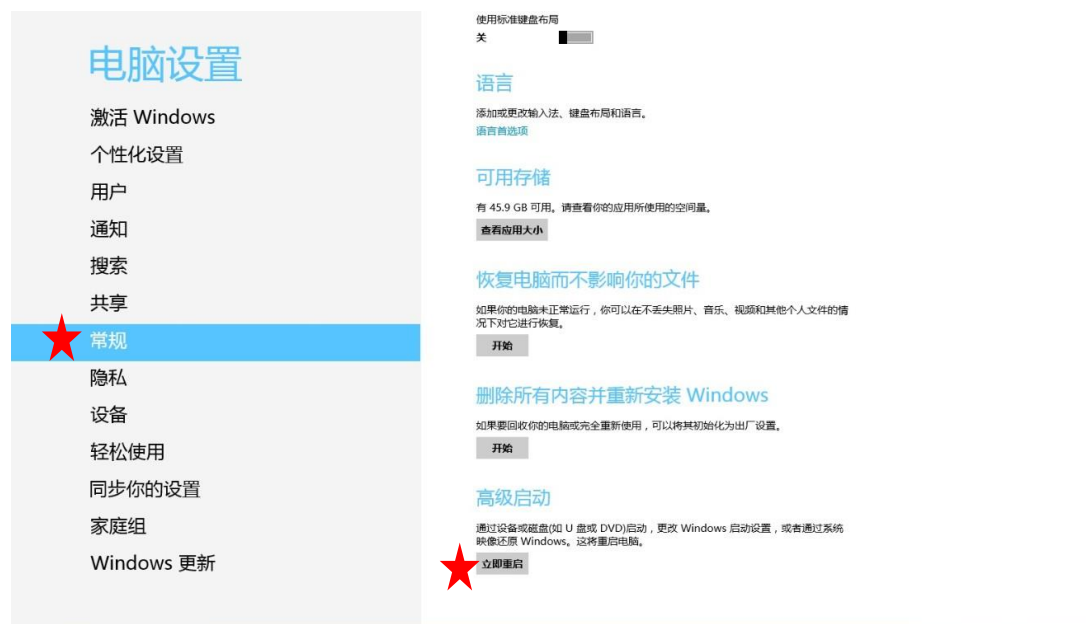 电脑设置
激活 Windows
个性化设置
用户
通知
搜索
共享
常规
隐私
设备
轻松使用
同步你的设置
家庭组
Windows 更新
使用标准键盘布局
关
语言
添加或更改输入法、键盘布局和语言。
语言首选项
可用存储
有 45.9 GB 可用。请查看你的应用所使用的空间量。
查看应用大小
恢复电脑而不影响你的文件
如果你的电脑未正常运行，你可以在不丢失照片、音乐、视频和其他个人文件的情
况下对它进行恢复。
开始
删除所有内容并重新安装 Windows
如果要回收你的电脑或完全重新使用，可以将其初始化为出厂设置。
开始
高级启动
通过设备或磁盘(如 U 盘或 DVD)启动，更改 Windows 启动设置，或者通过系统
映像还原 Windows。这将重启电脑。
立即重启